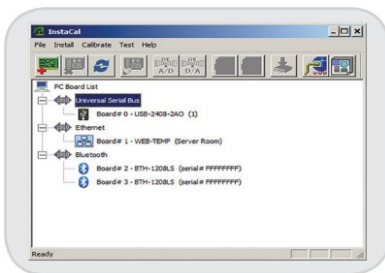 InstaCal
File Install Calibrate Test Help
A/D D/A
PC Board List
Universal Serial Bus
Board# 0 - USB-2408-2AO (1)
Ethernet
Board# 1 - WEB-TEMP (Server Room)
Bluetooth
Board# 2 - BTH-1208LS (serial# FFFFFFFF)
Board# 3 - BTH-1208LS (serial# FFFFFFFF)
Ready